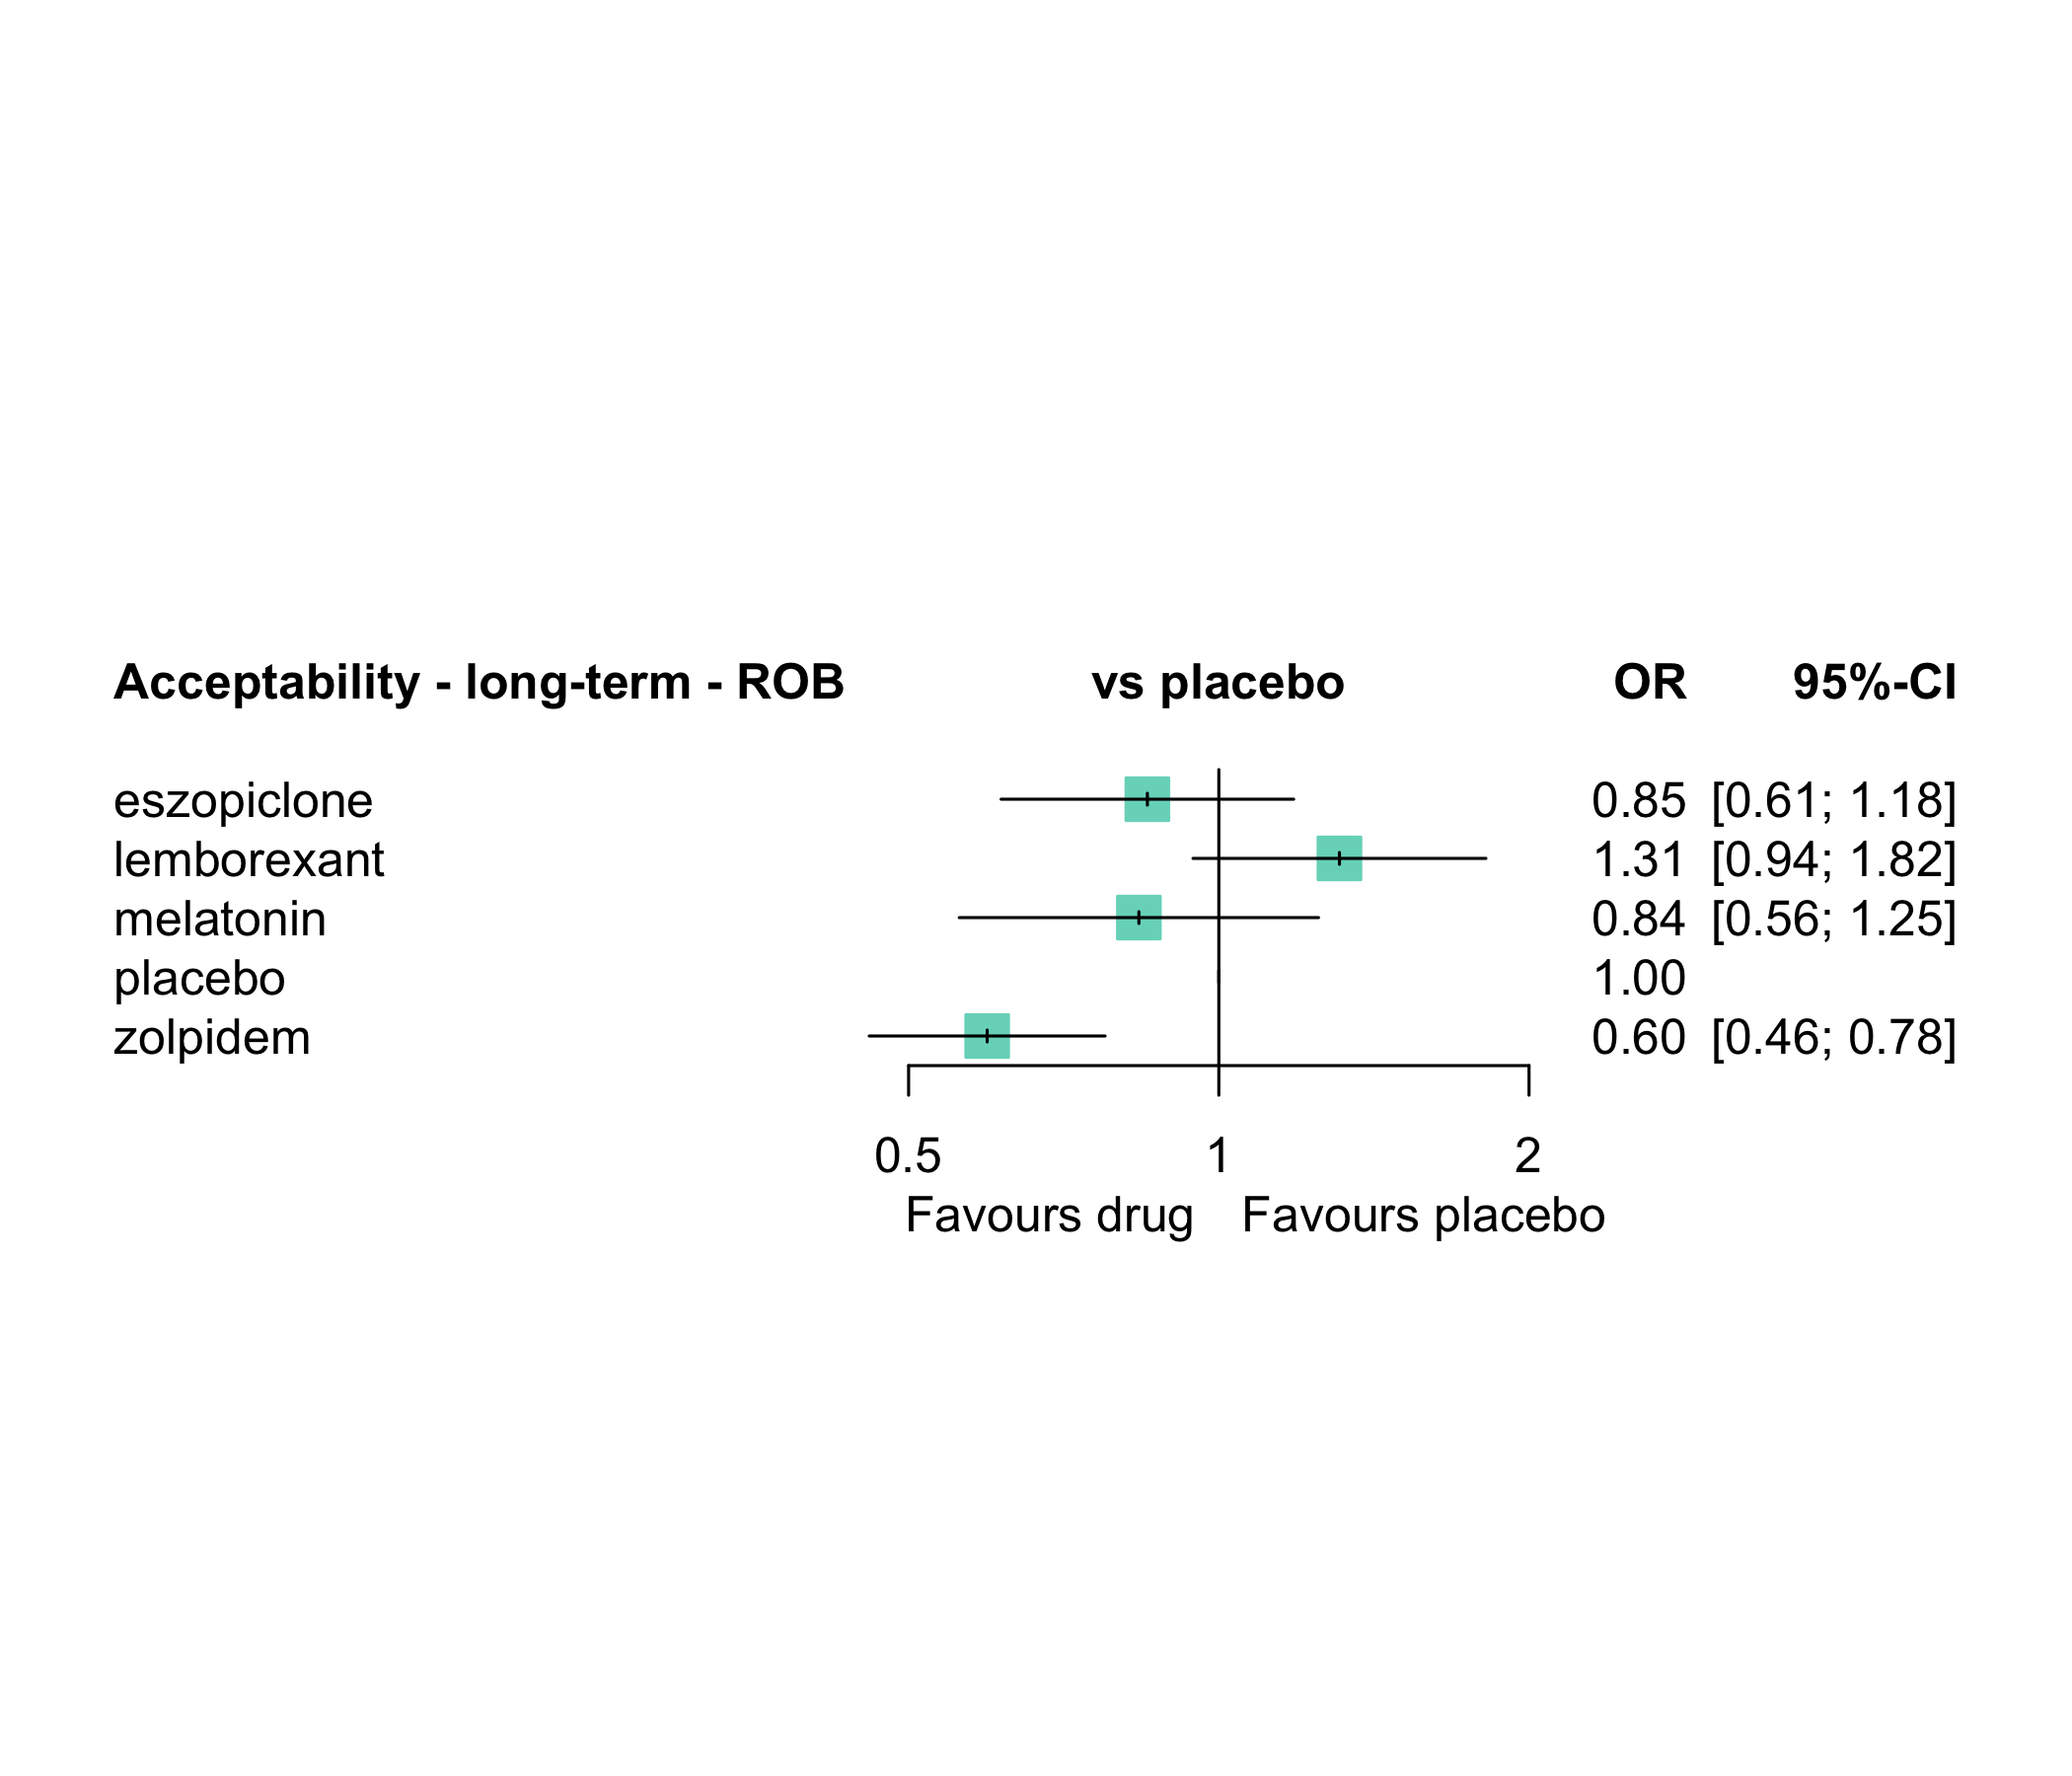 Acceptability - long-term - ROB vs placebo OR 95%-CI
eszopiclone 0.85 [0.61; 1.18]
lemborexant 1.31 [0.94; 1.82]
melatonin 0.84 [0.56; 1.25]
placebo 1.00
zolpidem 0.60 [0.46; 0.78]
0.5 1 2
Favours drug Favours placebo